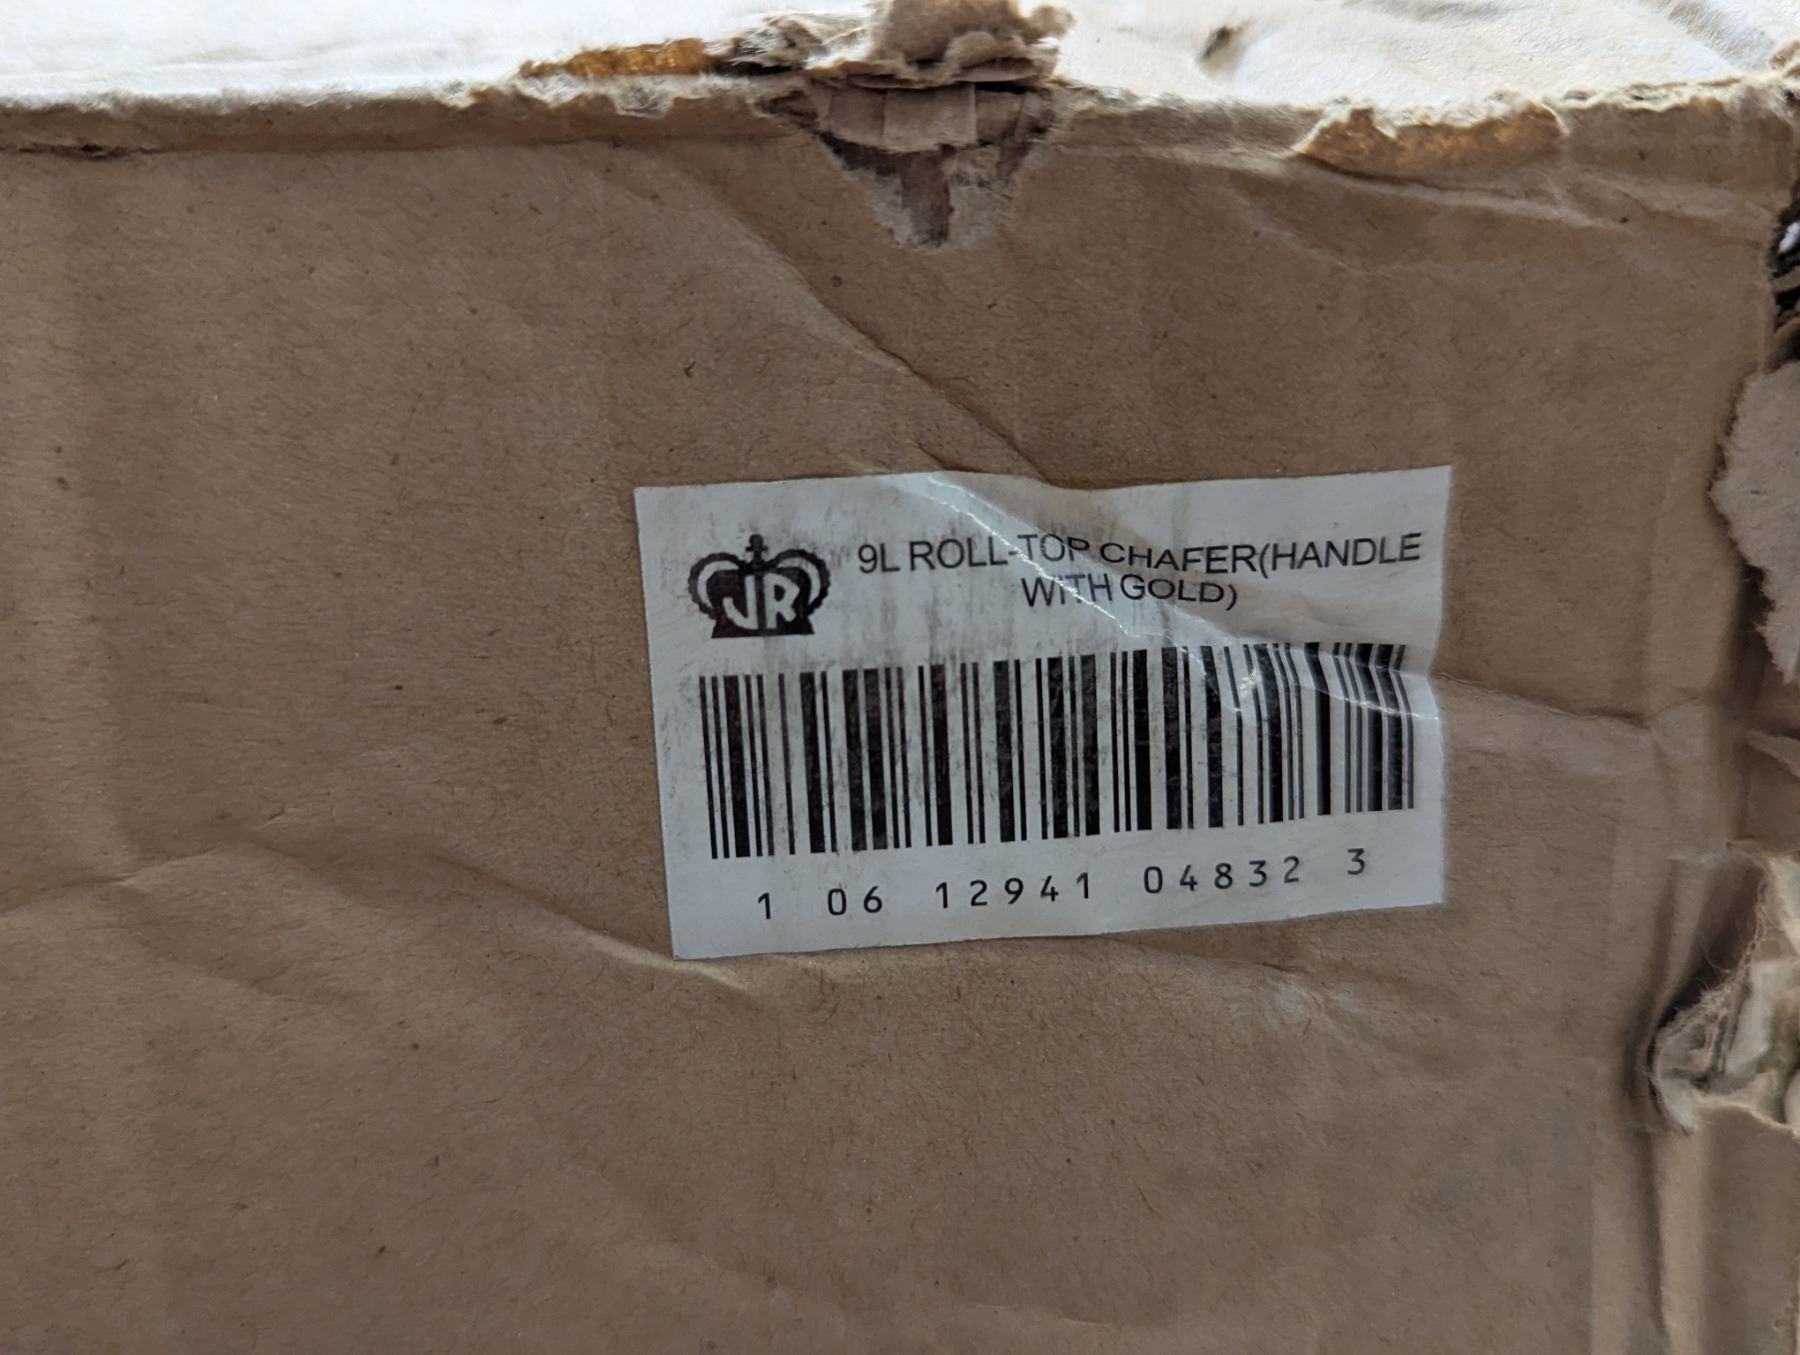 JR
9L ROLL-TOP CHAFER(HANDLE
WITH GOLD)
1 06 12941 04832 3